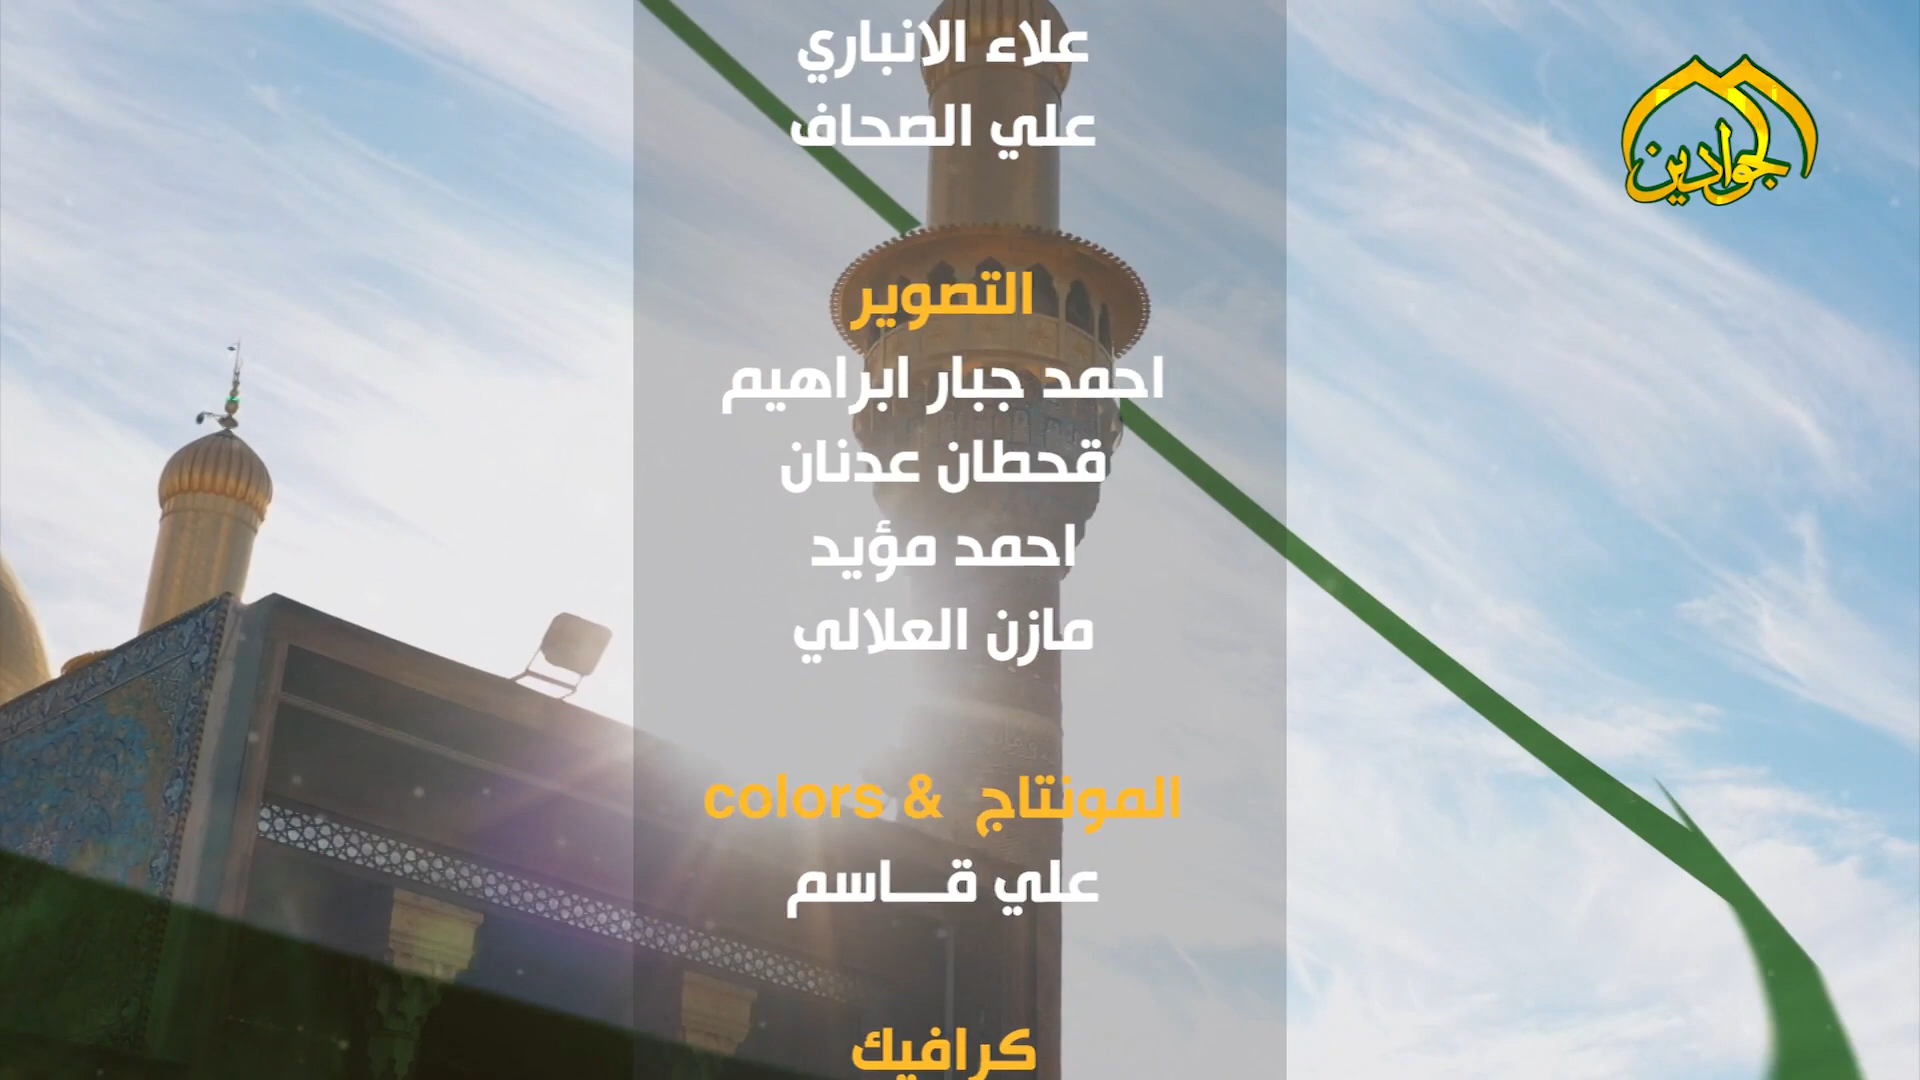 علاء الانباري
علي الصحاف
الجوادين
التصوير
احمد جبار ابراهيم
قحطان عدنان
احمد مؤيد
مازن العلالي
المونتاج & colors
علي قـــاسم
كرافيك